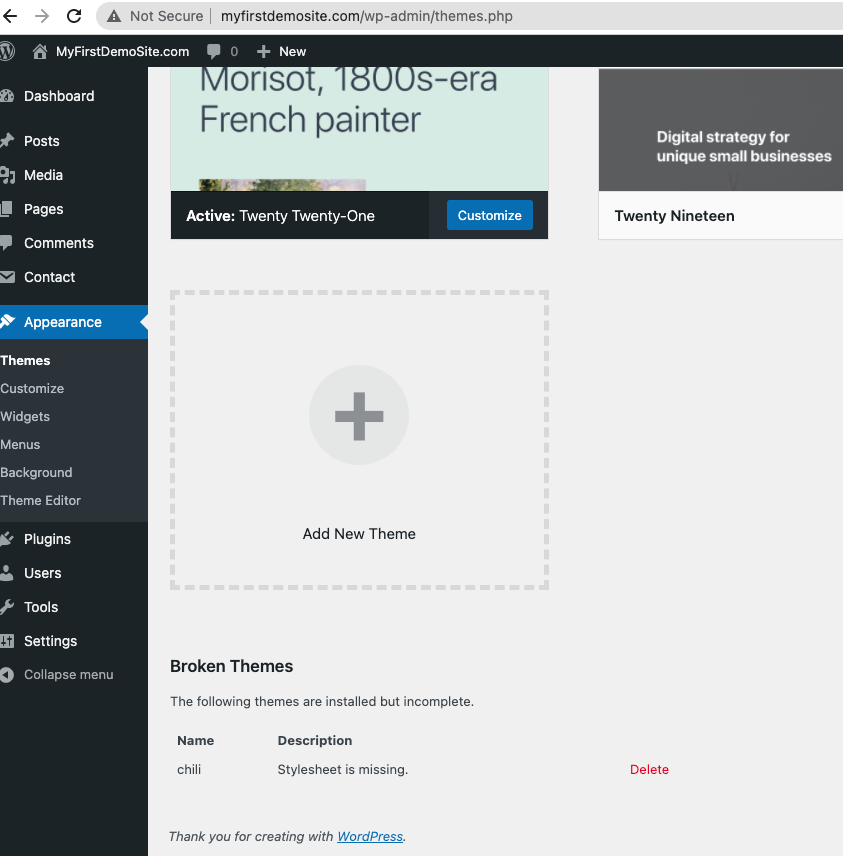 Not Secure myfirstdemosite.com/wp-admin/themes.php
MyFirstDemoSite.com 0 New
Dashboard
Posts
Media
Pages
Comments
Contact
Appearance
Themes
Customize
Widgets
Menus
Background
Theme Editor
Plugins
Users
Tools
Settings
Collapse menu
Morisot, 1800s-era
French painter
Active: Twenty Twenty-One Customize
Digital strategy for
unique small businesses
Twenty Nineteen
Add New Theme
Broken Themes
The following themes are installed but incomplete.
Name Description
chili Stylesheet is missing. Delete
Thank you for creating with WordPress.